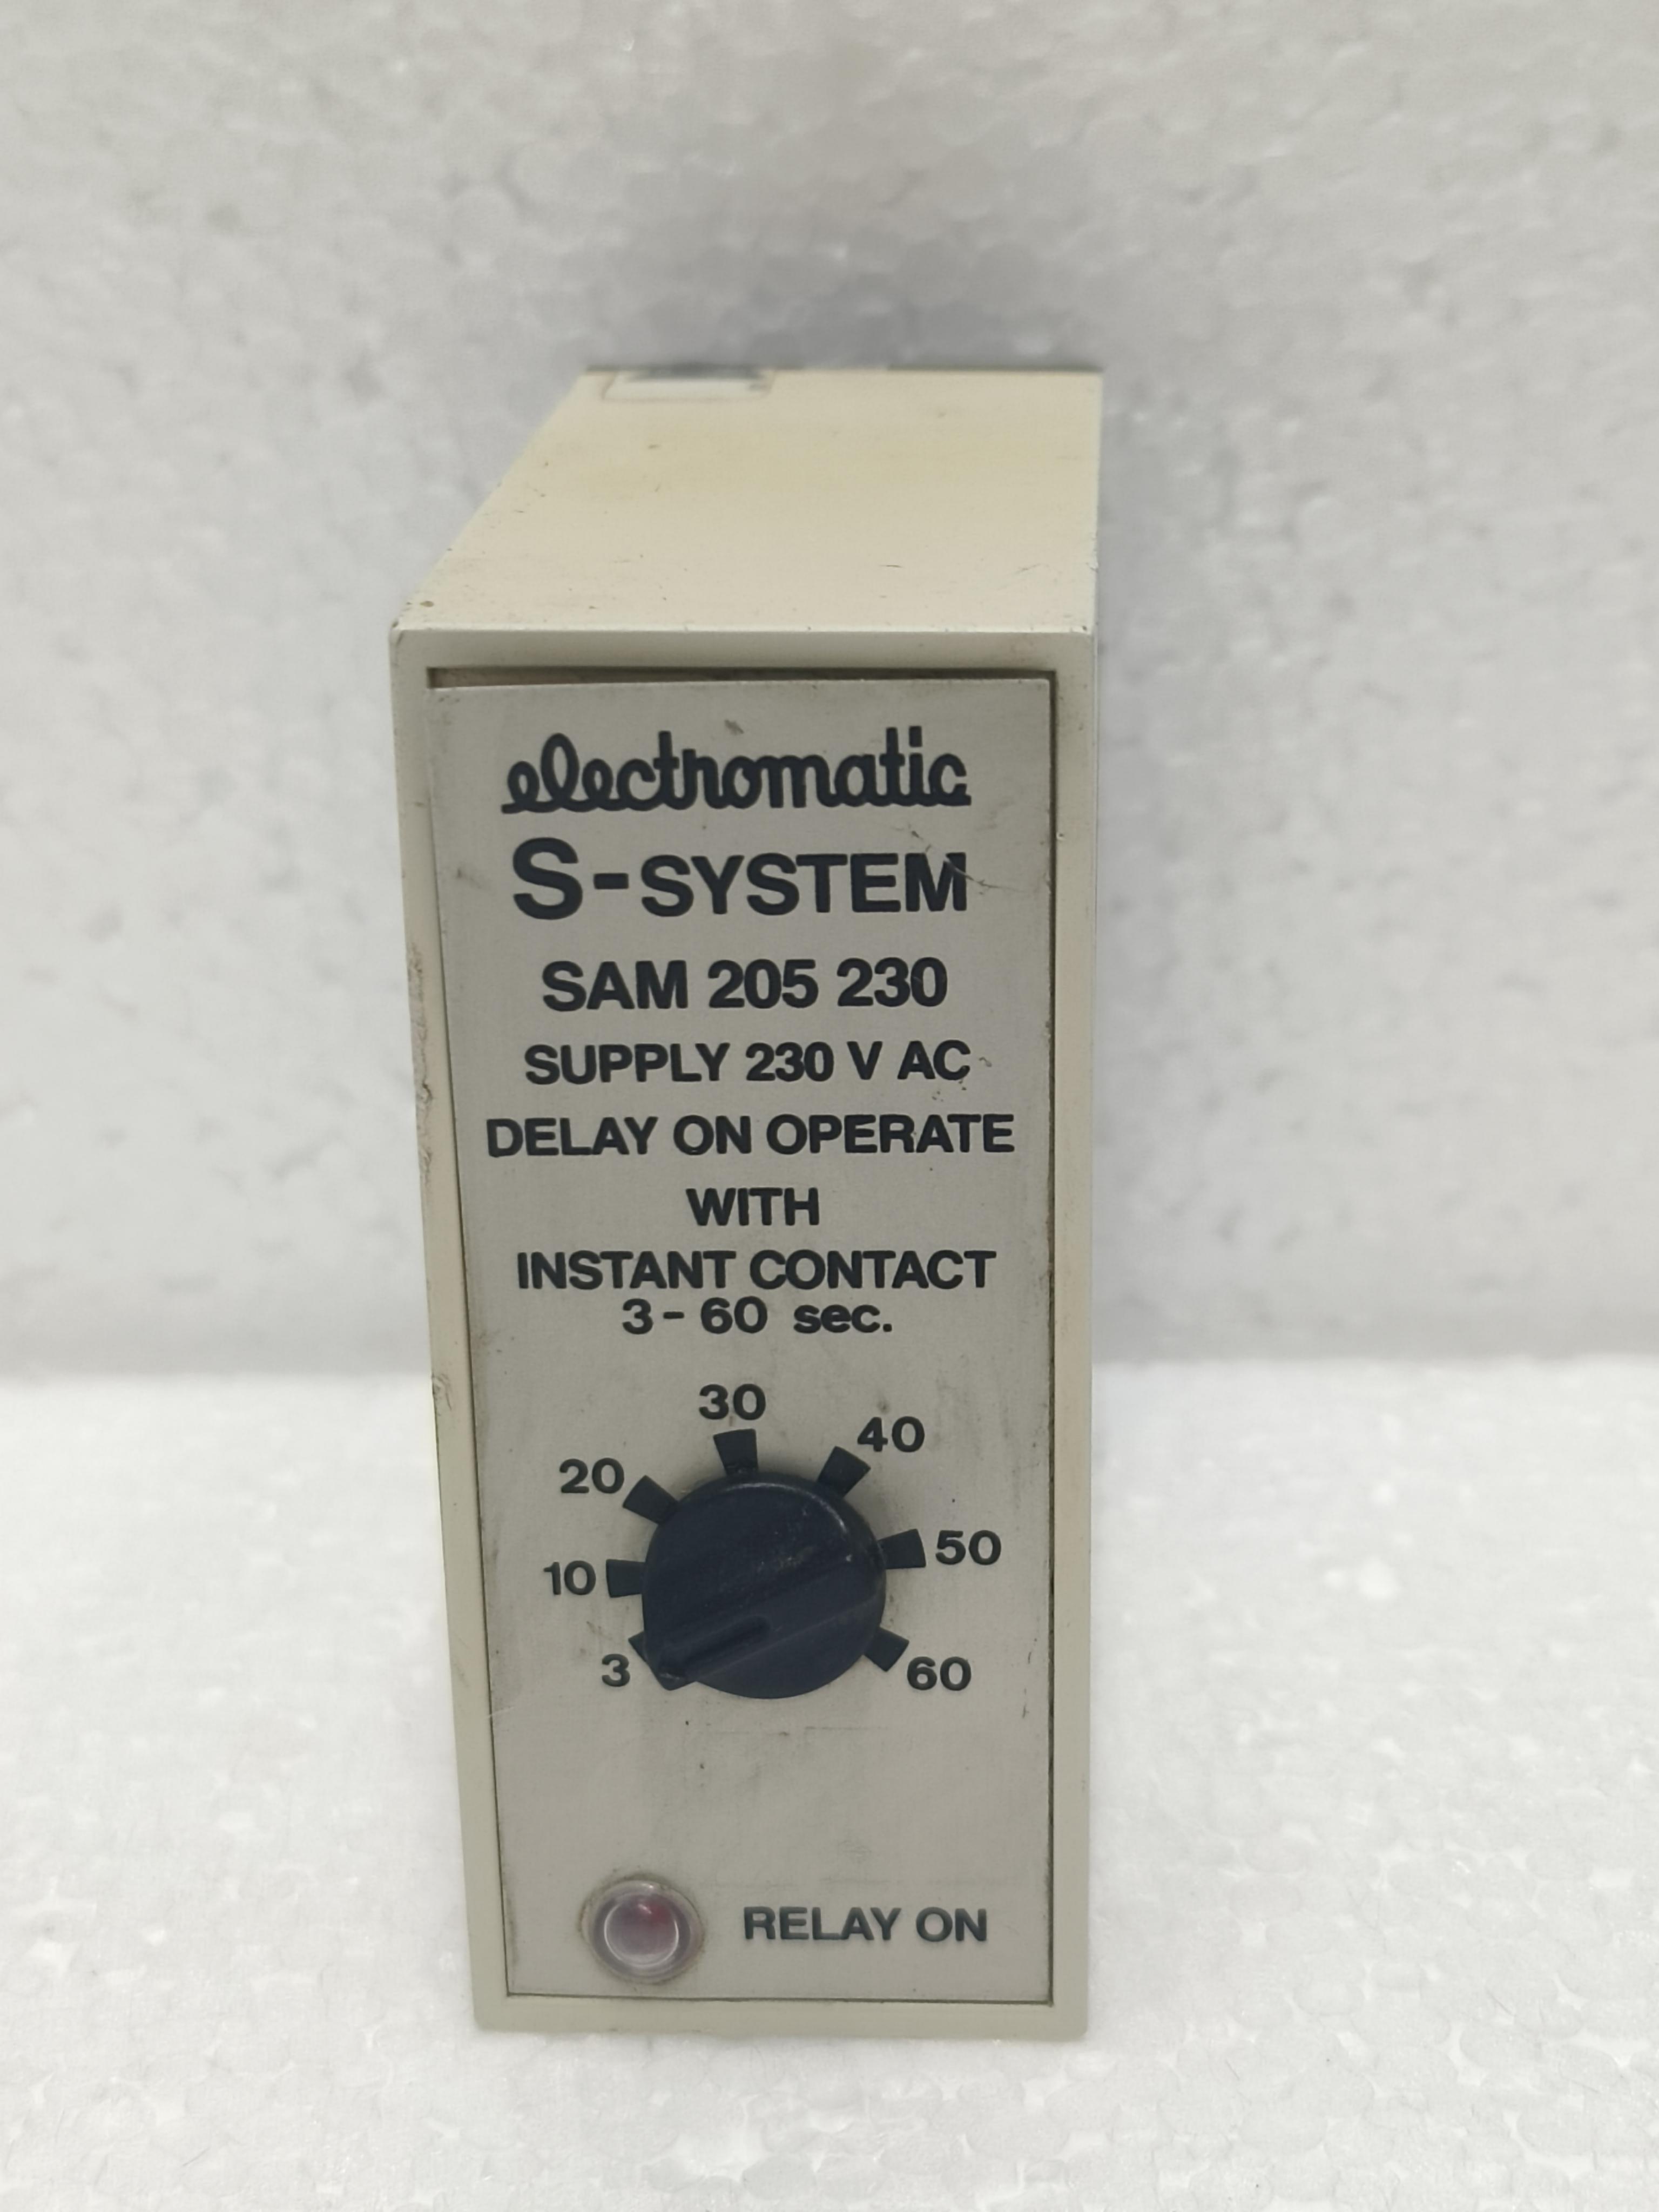 electromatic
S-SYSTEM
SAM 205 230
SUPPLY 230 V AC
DELAY ON OPERATE
WITH
INSTANT CONTACT
3-60 sec.
30
40
20
50
10
3
60
RELAY ON